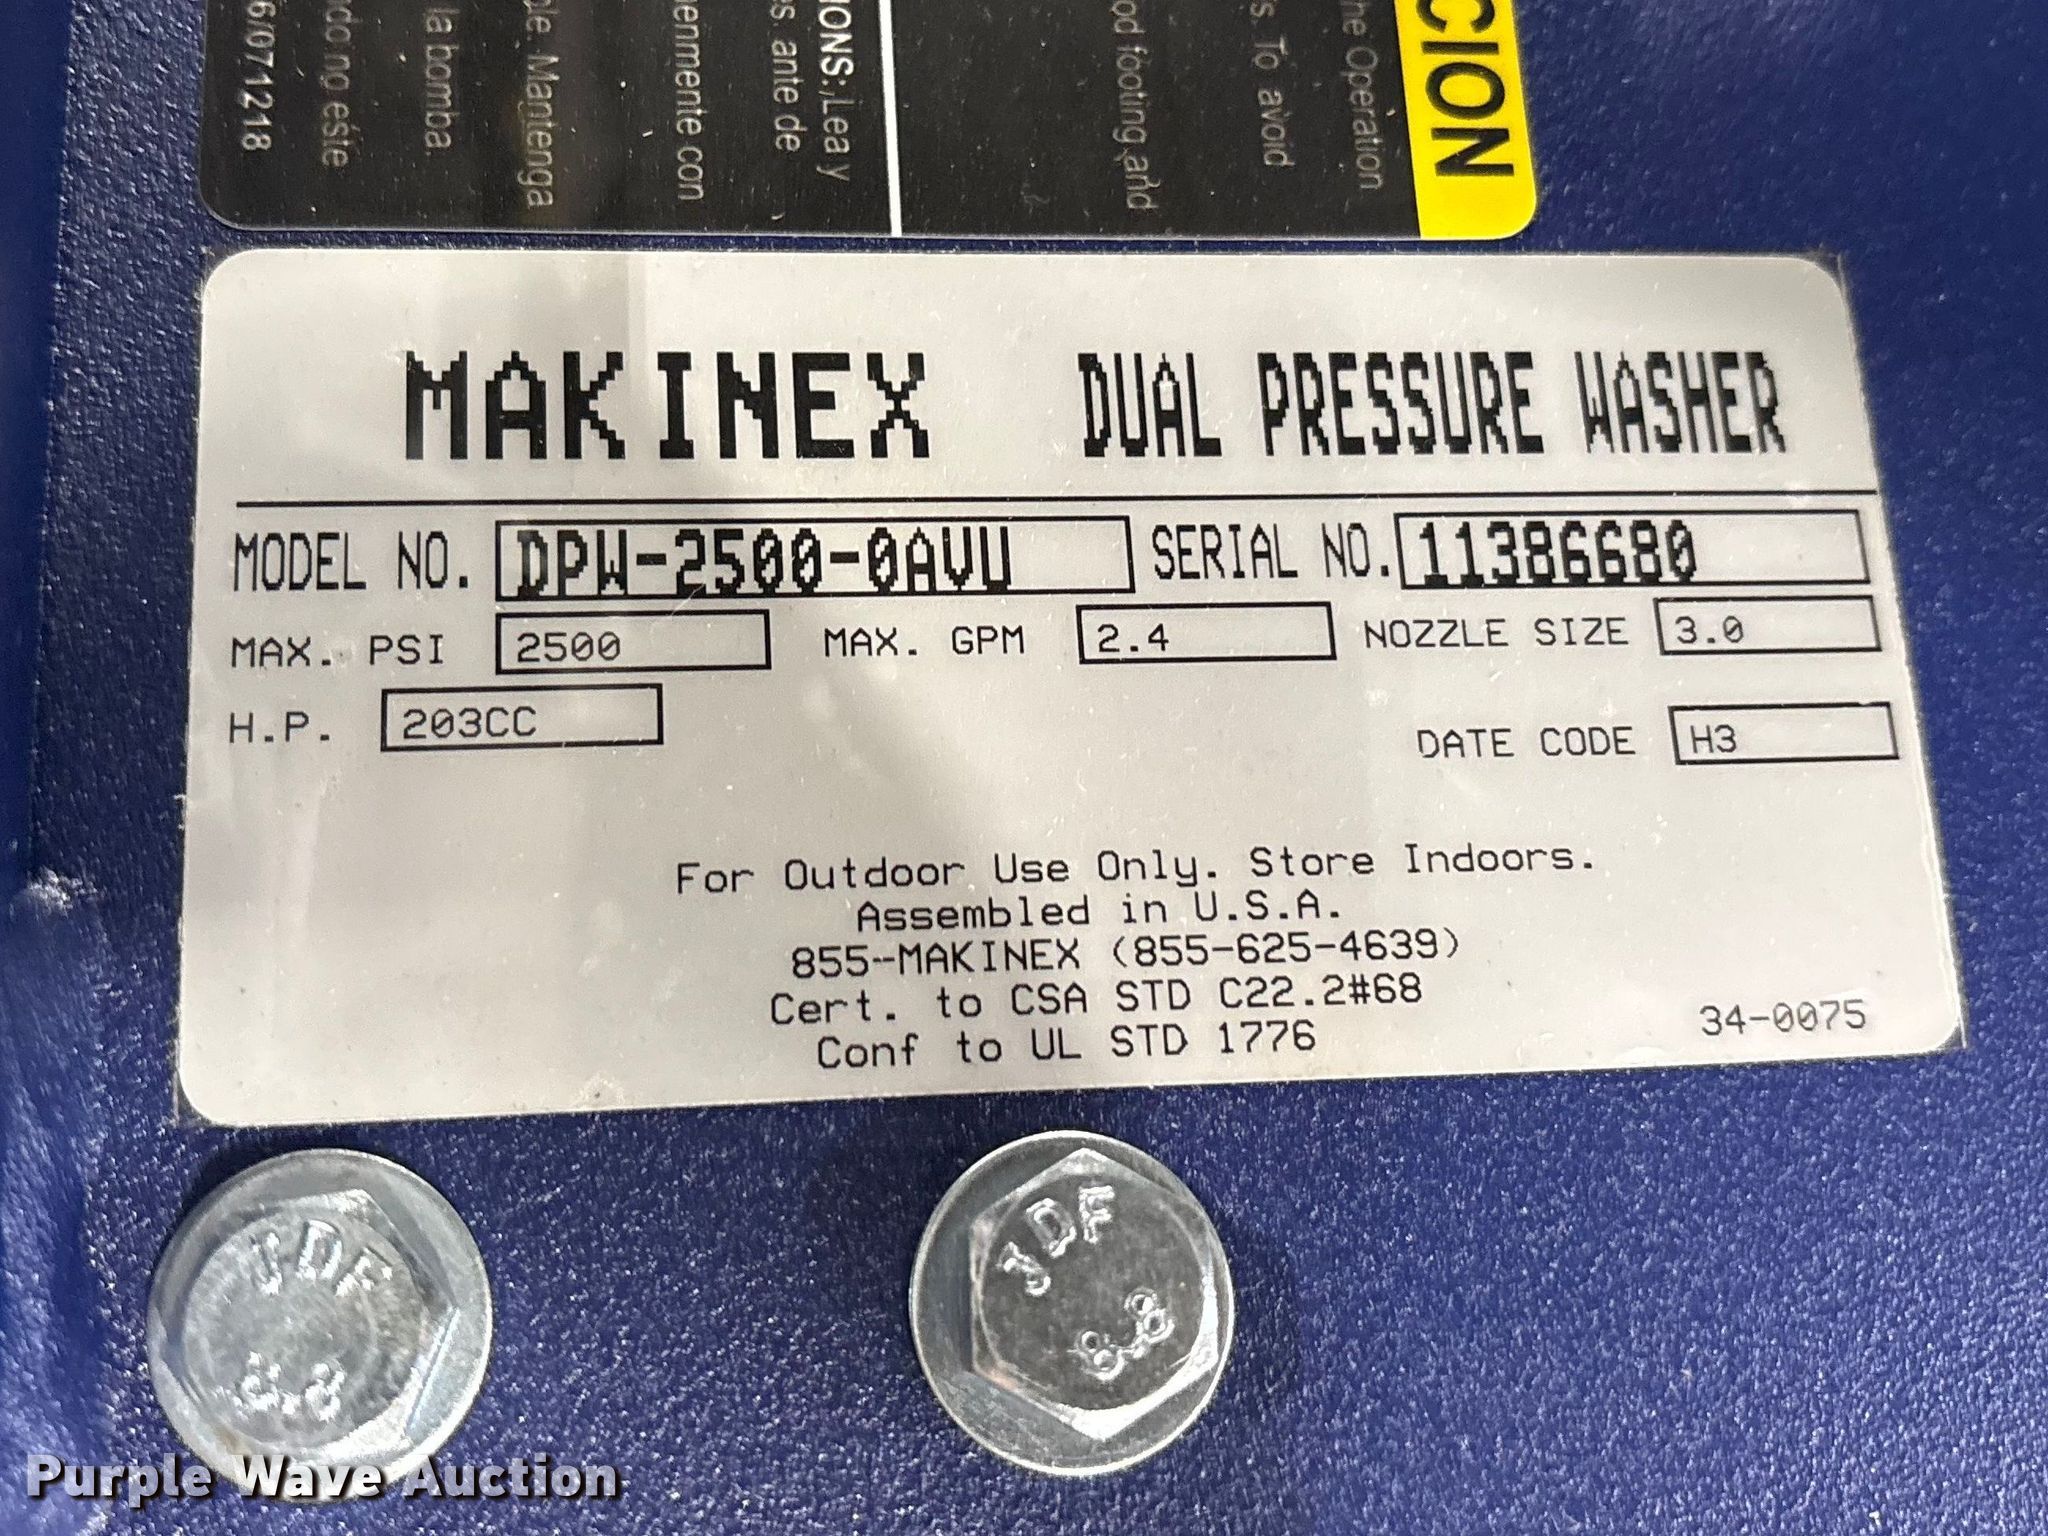 CION
he Operation
s. To avoid
od footing and
IONS: Lea y
s. ante de
enmente con
ple. Mantenga
la bomba.
ndo no este
6/071218
MAKINEX DUAL PRESSURE WASHER
MODEL NO. DPW-2500-0AVU SERIAL NO. 11386680
MAX. PSI 2500 MAX. GPM 2.4 NOZZLE SIZE 3.0
H.P. 203CC DATE CODE H3
For Outdoor Use Only. Store Indoors.
Assembled in U.S.A.
855-MAKINEX (855-625-4639)
Cert. to CSA STD C22.2#68
Conf to UL STD 1776
34-0075
JDF
8.8
JDF
8.8
Purple Wave Auction